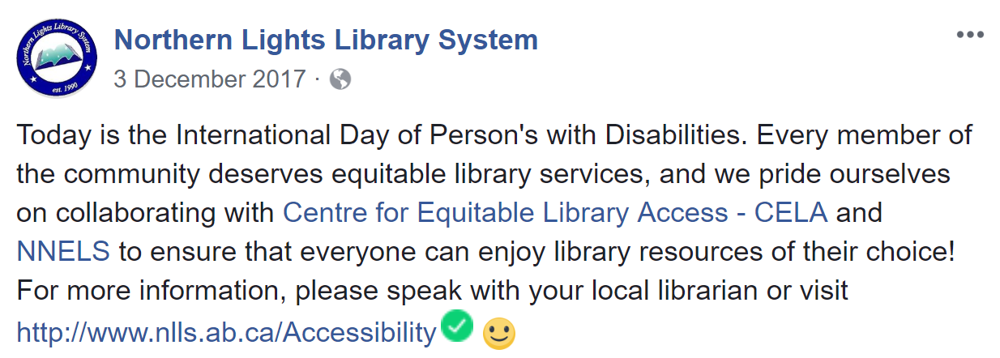 Northern Lights Library System
est. 1990
Northern Lights Library System
3 December 2017 ·
Today is the International Day of Person's with Disabilities. Every member of
the community deserves equitable library services, and we pride ourselves
on collaborating with Centre for Equitable Library Access - CELA and
NNELS to ensure that everyone can enjoy library resources of their choice!
For more information, please speak with your local librarian or visit
http://www.nlls.ab.ca/Accessibility